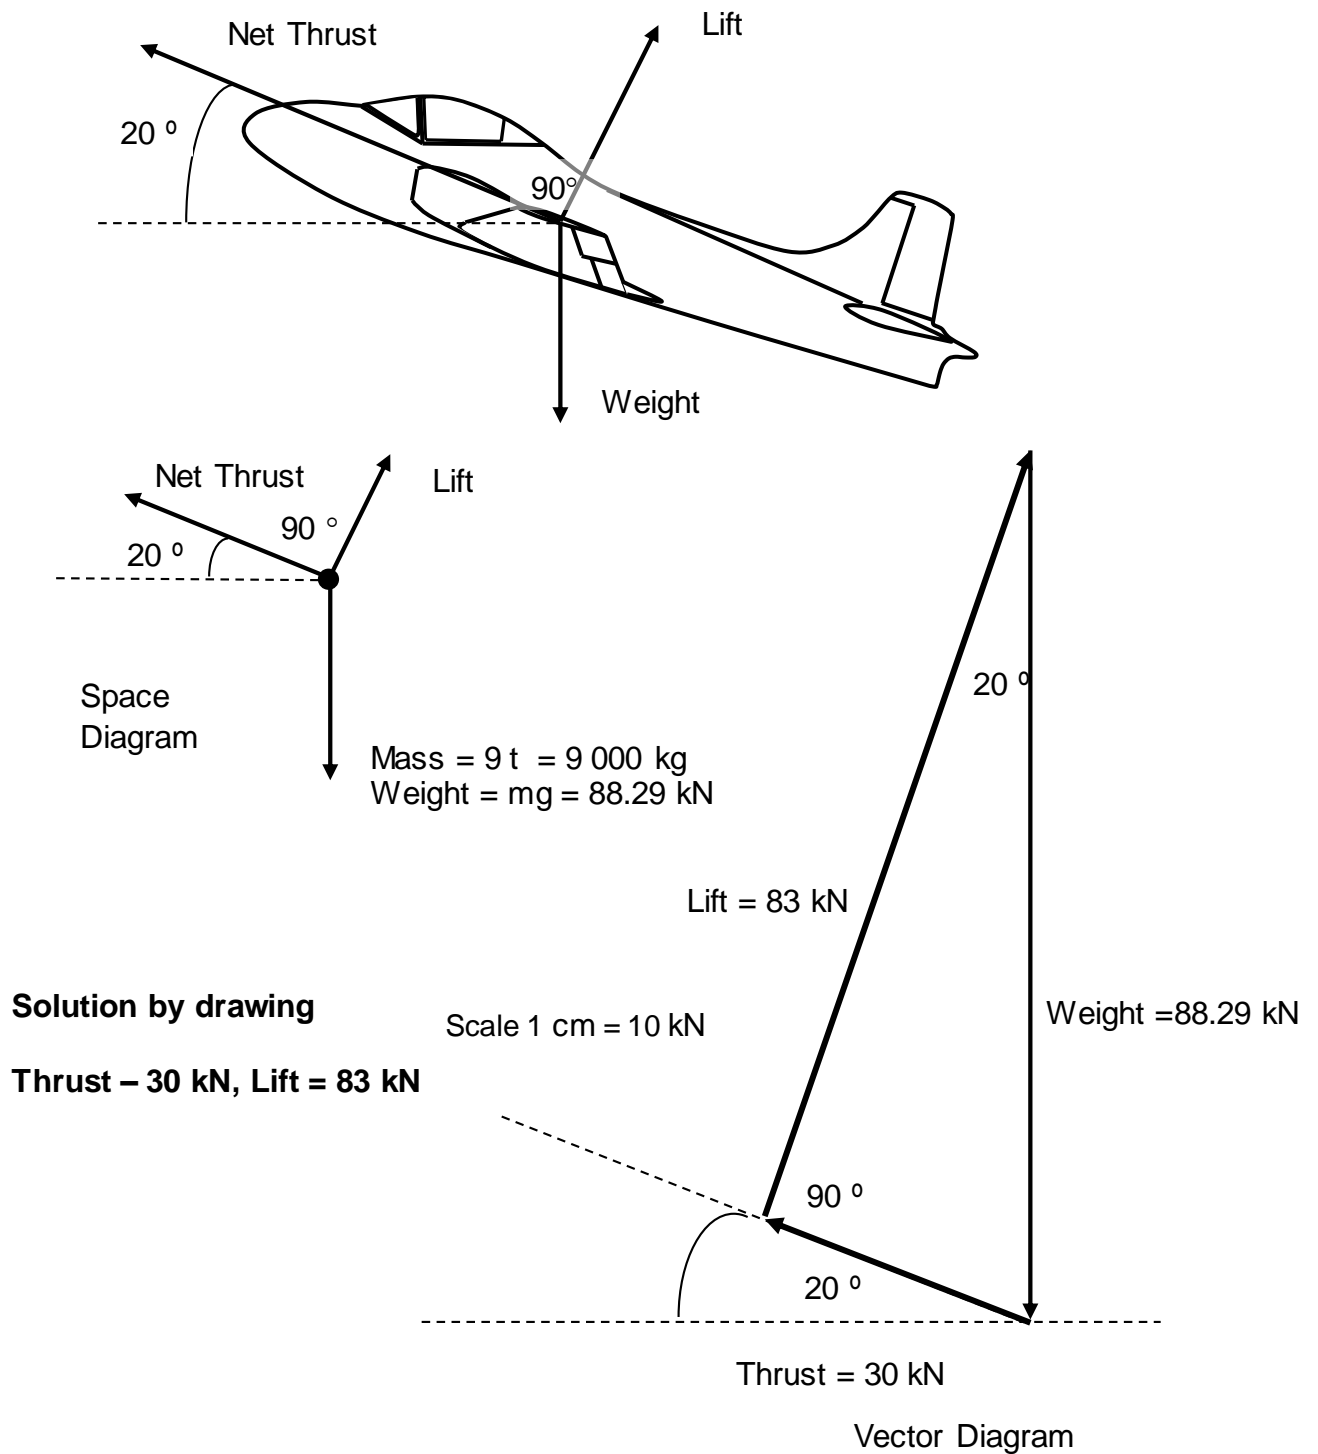 Net Thrust
Lift
20 º
90°
Weight
Net Thrust
Lift
90 °
20 º
20 º
Space
Diagram
Mass = 9 t = 9 000 kg
Weight = mg = 88.29 kN
Lift = 83 kN
Solution by drawing
Scale 1 cm = 10 kN
Weight =88.29 kN
Thrust – 30 kN, Lift = 83 kN
90 º
20 º
Thrust = 30 kN
Vector Diagram